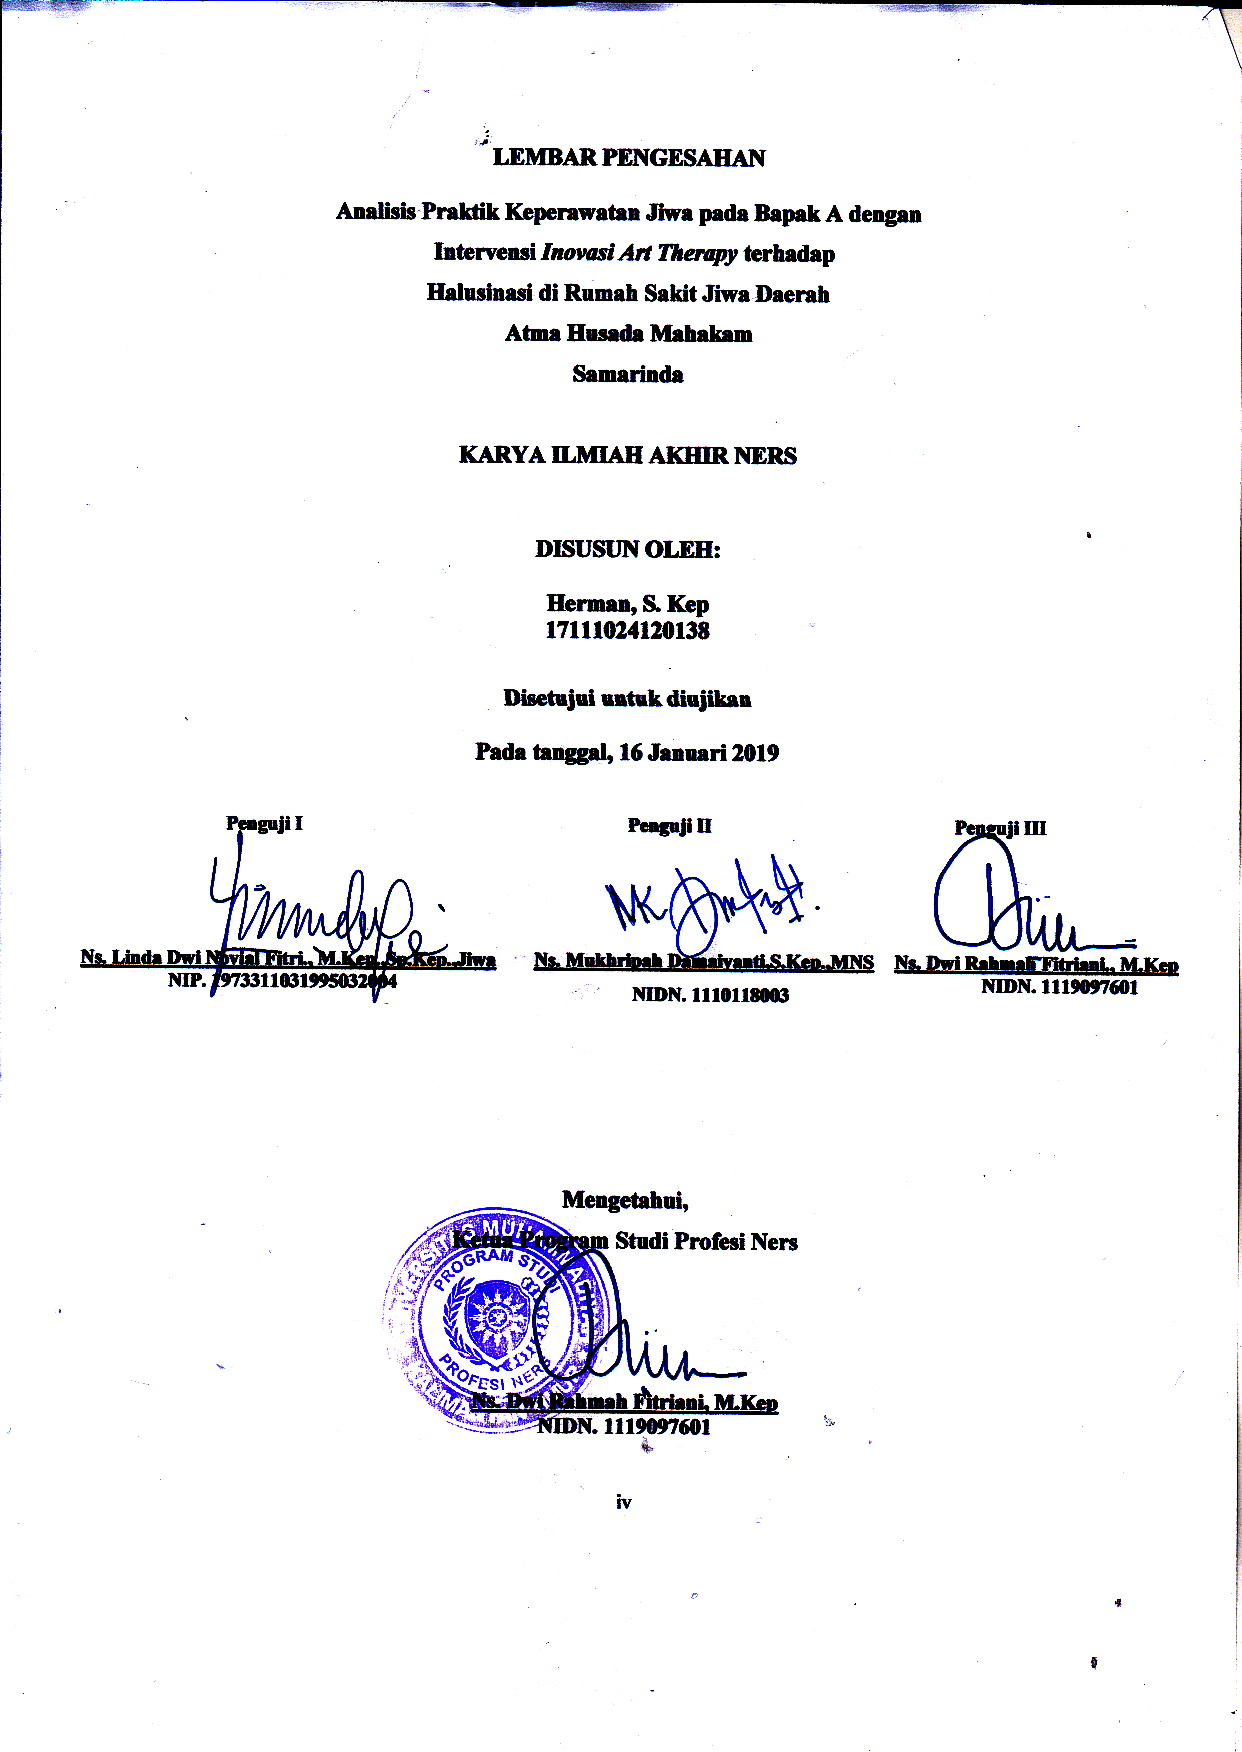 LEMBAR PENGESAHAN
Analisis Praktik Keperawatan Jiwa pada Bapak A dengan
Intervensi Inovasi Art Therapy terhadap
Halusinasi di Rumah Sakit Jiwa Daerah
Atma Husada Mahakam
Samarinda
KARYA ILMIAH AKHIR NERS
DISUSUN OLEH:
Herman, S. Kep
17111024120138
Disetujui untuk diujikan
Pada tanggal, 16 Januari 2019
Penguji I Penguji II Penguji III
Ns. Linda Dwi Novial Fitri., M.Kep.,Sp.Kep.,Jiwa Ns. Mukhripah Damaiyanti.S.Kep.,MNS Ns. Dwi Rahmah Fitriani., M.Kep
NIP. 1973311031995032004 NIDN. 1110118003 NIDN. 1119097601
Mengetahui,
Ketua Program Studi Profesi Ners
PROGRAM STUDI
PROFESI NERS
Ns. Dwi Rahmah Fitriani, M.Kep
NIDN. 1119097601
iv